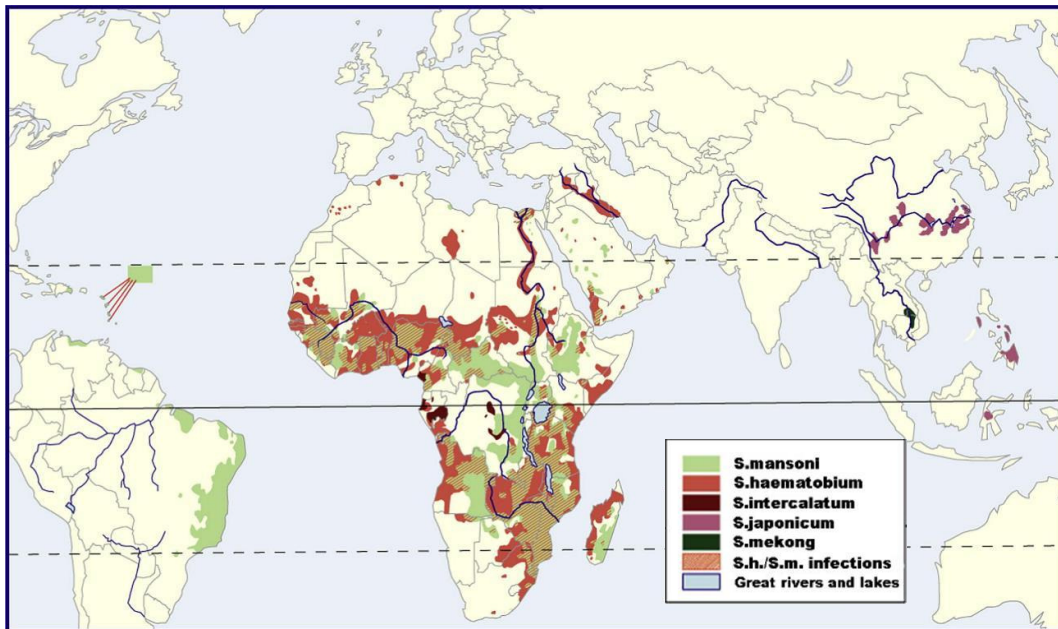 S.mansoni
S.haematobium
S.intercalatum
S.japonicum
S.mekong
S.h./S.m. infections
Great rivers and lakes